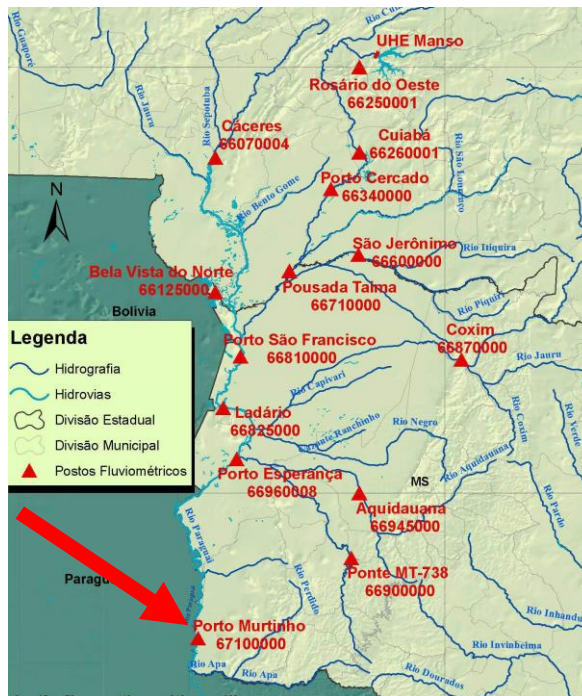 Rio Guaporé
Rio Cui
UHE Manso
Rio Jauru
Rio Sepotuba
Rosário do Oeste
66250001
Cáceres
66070004
Cuiabá
66260001
Rio São Lourenço
Porto Cercado
66340000
Rio Bento Gome
N
São Jerônimo
66600000
Rio Itiquira
Bela Vista do Norte
66125000
Pousada Taima
66710000
Rio Piquiri
Bolívia
Legenda
Hidrografia
Hidrovias
Divisão Estadual
Divisão Municipal
Postos Fluviométricos
Porto São Francisco
66810000
Coxim
66870000
Rio Jauru
Rio Capivari
Ladário
66825000
Rio Negro
Rio Coxim
Rio Verde
Rio Aquidauana
Porto Esperança
66960008
MS
Aquidauana
66945000
Rio Pardo
Rio Paraguai
Ponte MT-738
66900000
Paragu
Rio Perdido
Rio Inhandu
Porto Murtinho
67100000
Rio Invinheima
Rio Apa
Rio Apa
Rio Dourados